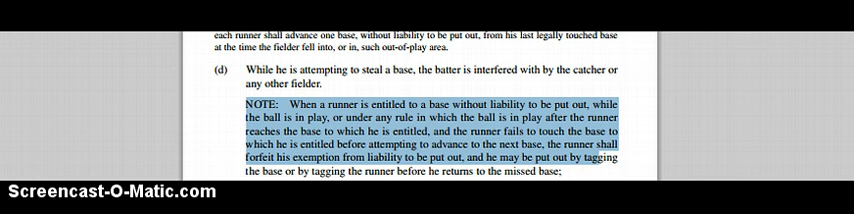 each runner shall advance one base, without liability to be put out, from his last legally touched base
at the time the fielder fell into, or in, such out-of-play area.
(d) While he is attempting to steal a base, the batter is interfered with by the catcher or
any other fielder.
NOTE: When a runner is entitled to a base without liability to be put out, while
the ball is in play, or under any rule in which the ball is in play after the runner
reaches the base to which he is entitled, and the runner fails to touch the base to
which he is entitled before attempting to advance to the next base, the runner shall
forfeit his exemption from liability to be put out, and he may be put out by tagging
the base or by tagging the runner before he returns to the missed base;
Screencast-O-Matic.com